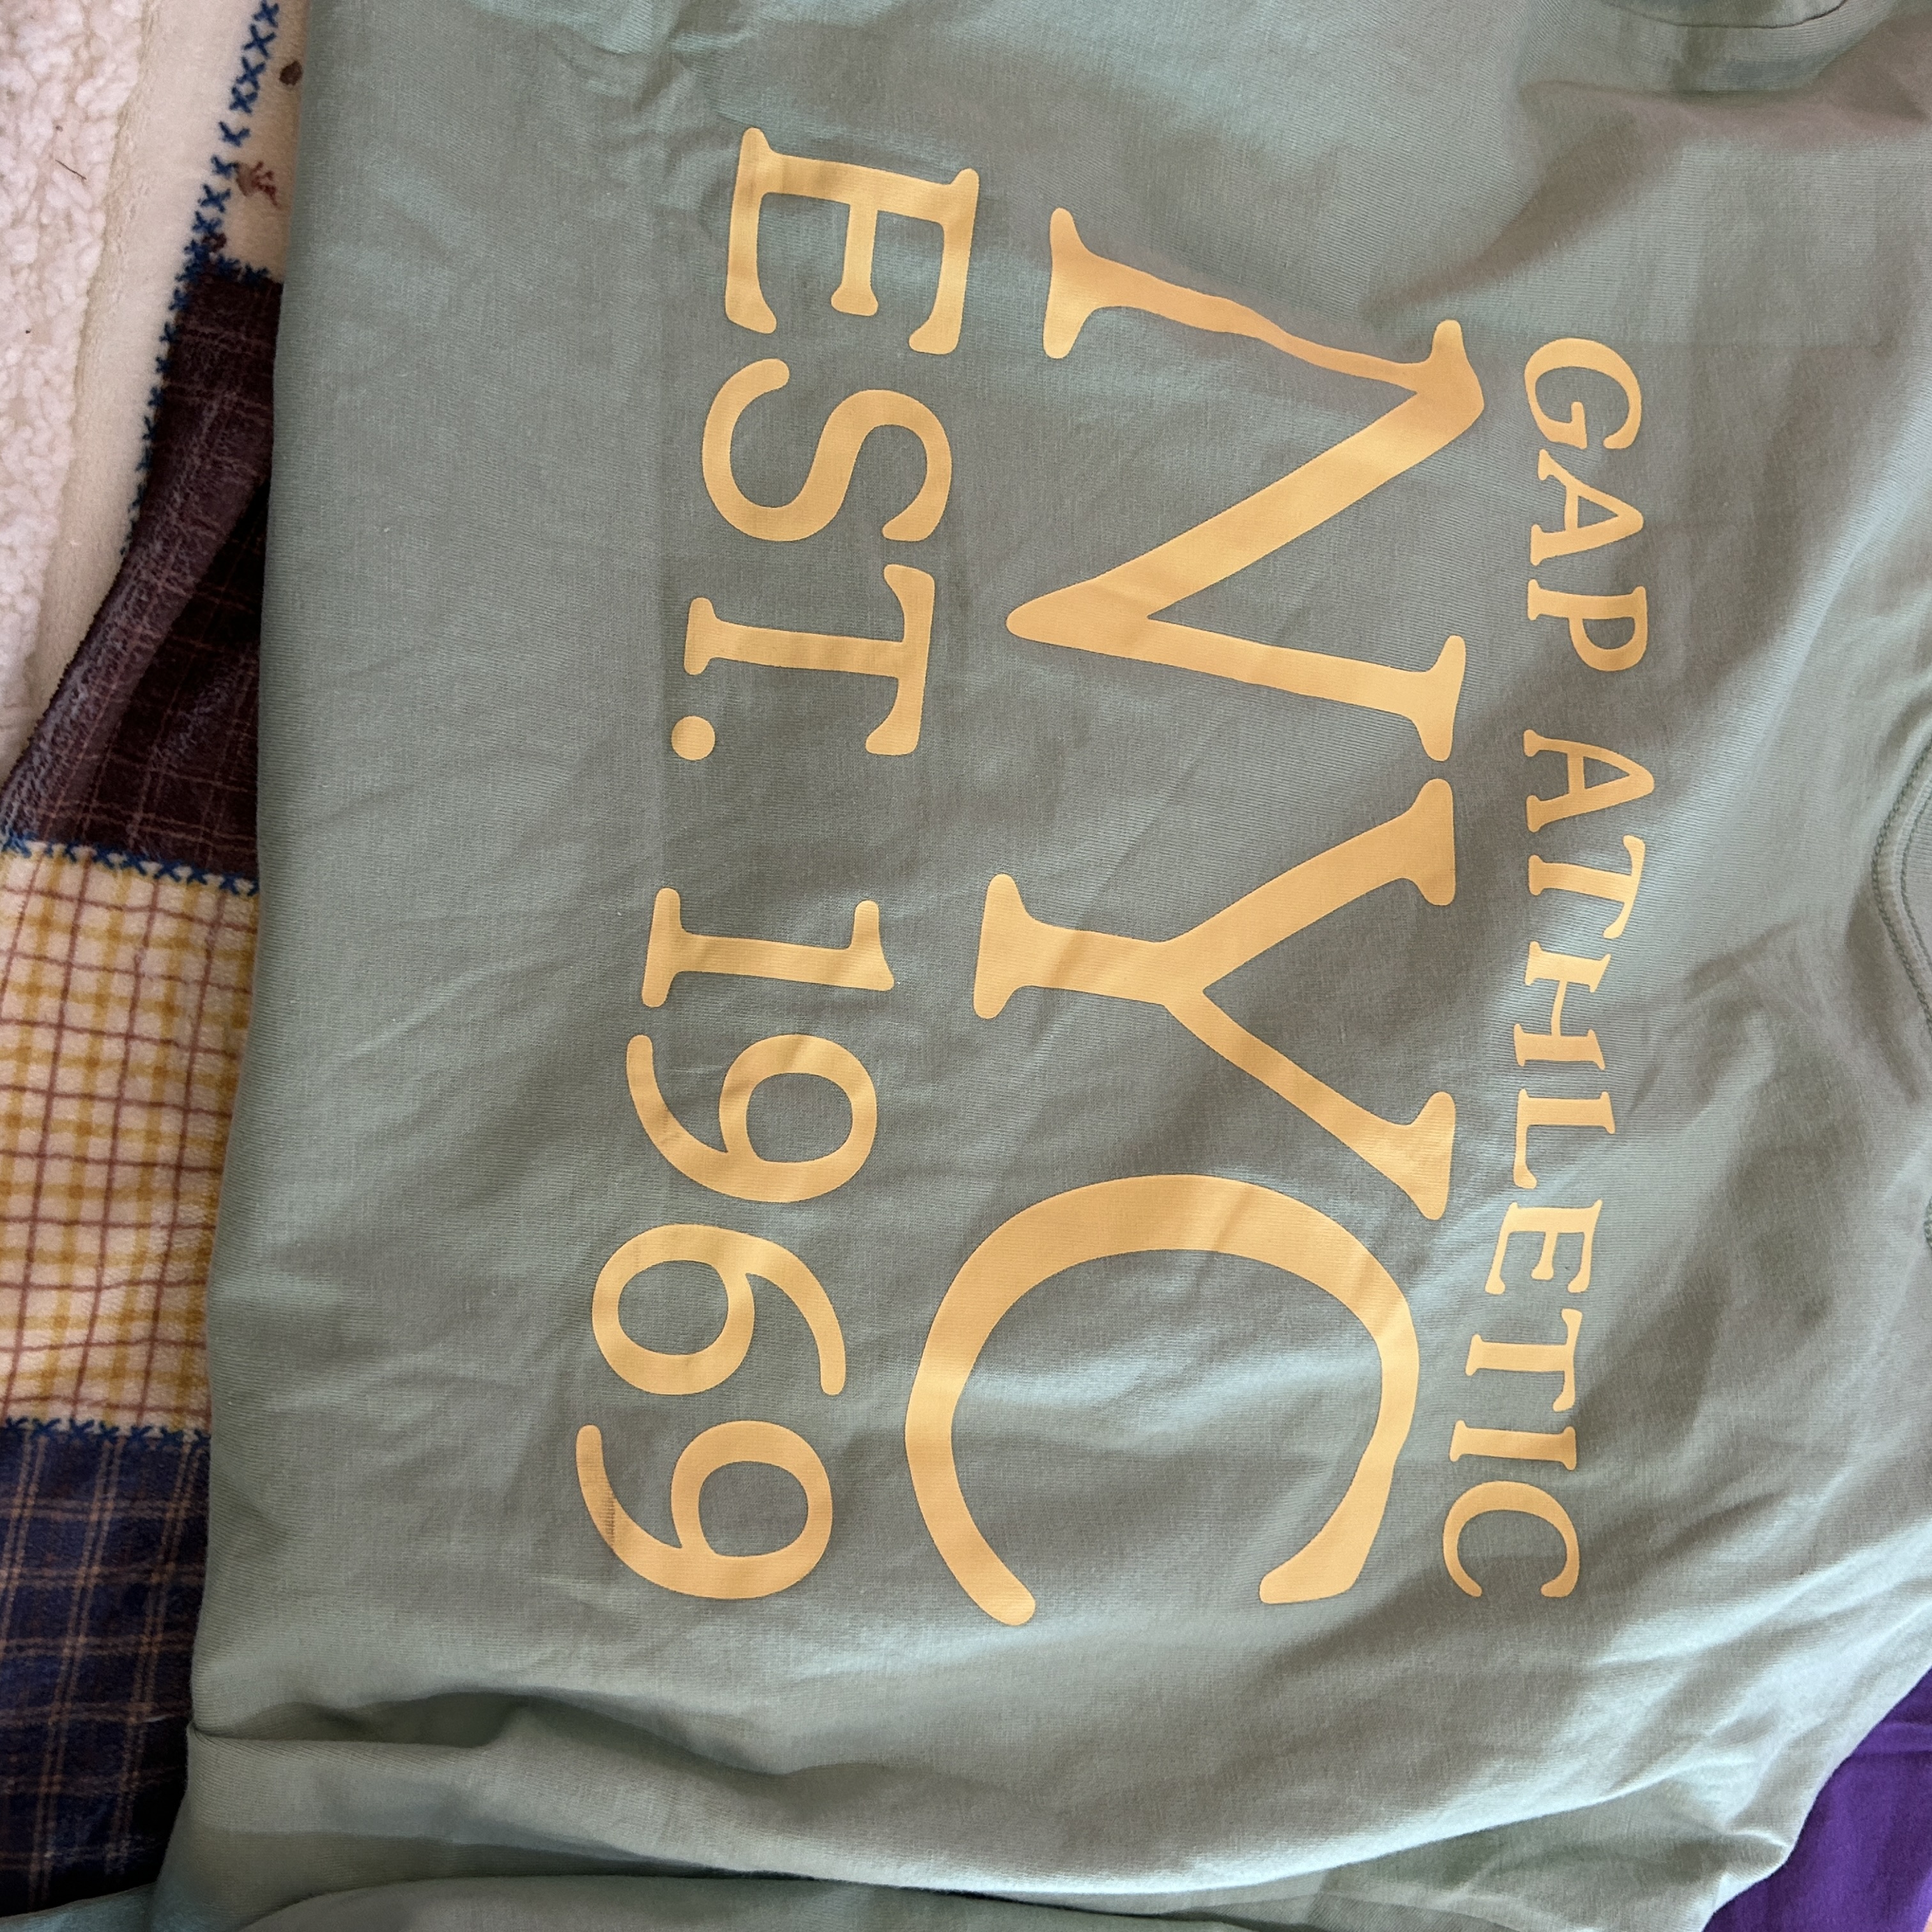 GAP ATHLETIC
NYC
EST. 1969